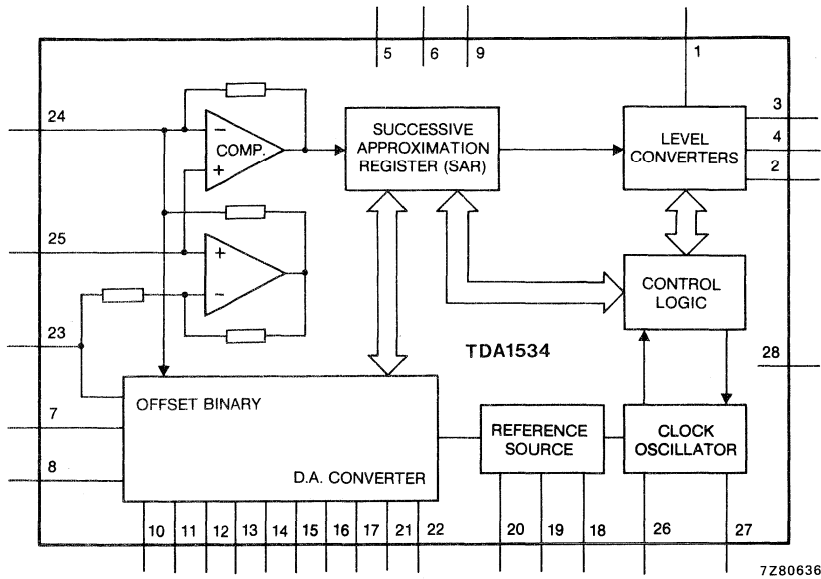 5 6 9 1
24
COMP.
−
+
SUCCESSIVE
APPROXIMATION
REGISTER (SAR)
LEVEL
CONVERTERS
3
4
2
25
+
−
CONTROL
LOGIC
23
TDA1534
28
7
8
OFFSET BINARY
D.A. CONVERTER
REFERENCE
SOURCE
CLOCK
OSCILLATOR
10 11 12 13 14 15 16 17 21 22 20 19 18 26 27
7Z80636